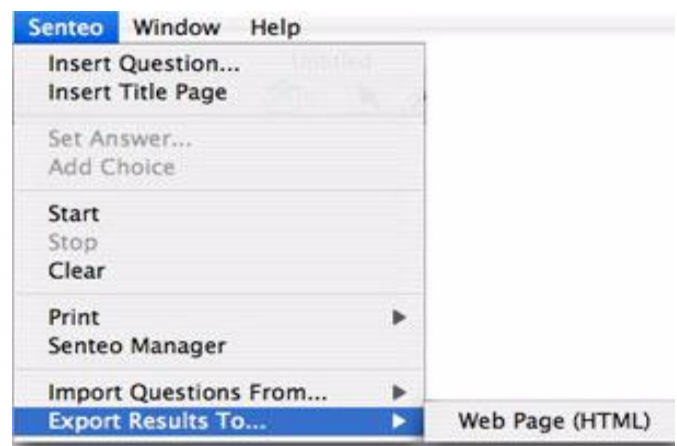 Senteo Window Help
Insert Question...
Insert Title Page
Set Answer...
Add Choice
Start
Stop
Clear
Print
Senteo Manager
Import Questions From...
Export Results To... Web Page (HTML)